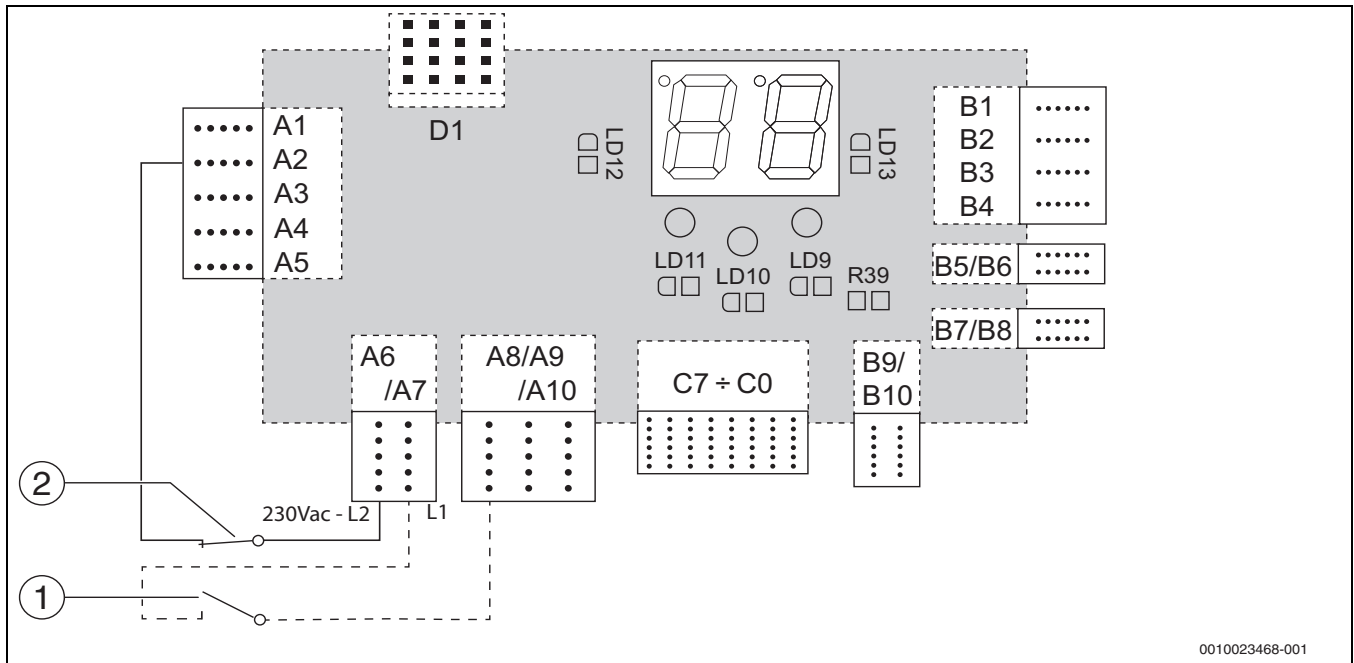 D1
A1
A2
A3
A4
A5
LD12
LD13
B1
B2
B3
B4
LD11
LD10
LD9
R39
B5/B6
B7/B8
A6
/A7
A8/A9
/A10
C7 ÷ C0
B9/
B10
2
230Vac - L2
L1
1
0010023468-001